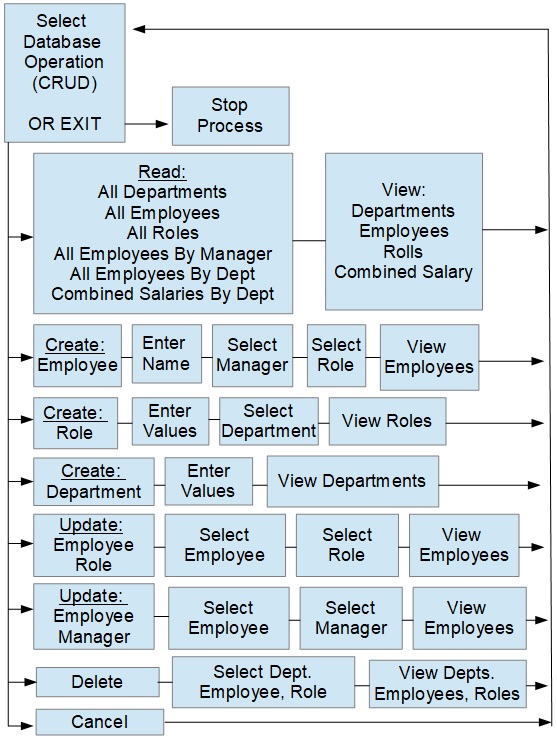 Select
Database
Operation
(CRUD)
OR EXIT
Stop
Process
Read:
All Departments
All Employees
All Roles
All Employees By Manager
All Employees By Dept
Combined Salaries By Dept
View:
Departments
Employees
Rolls
Combined Salary
Create:
Employee
Enter
Name
Select
Manager
Select
Role
View
Employees
Create:
Role
Enter
Values
Select
Department
View Roles
Create:
Department
Enter
Values
View Departments
Update:
Employee
Role
Select
Employee
Select
Role
View
Employees
Update:
Employee
Manager
Select
Employee
Select
Manager
View
Employees
Delete
Select Dept.
Employee, Role
View Depts.
Employees, Roles
Cancel